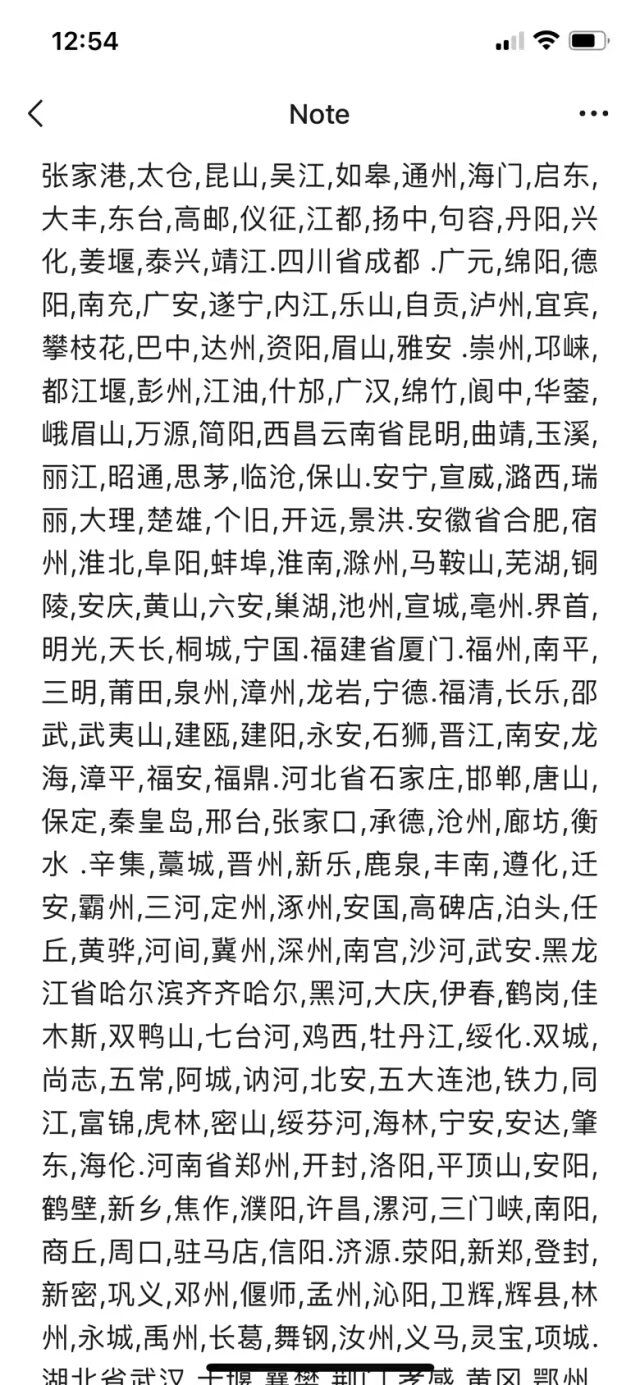 12:54
Note
张家港,太仓,昆山,吴江,如皋,通州,海门,启东,
大丰,东台,高邮,仪征,江都,扬中,句容,丹阳,兴
化,姜堰,泰兴,靖江.四川省成都 .广元,绵阳,德
阳,南充,广安,遂宁,内江,乐山,自贡,泸州,宜宾,
攀枝花,巴中,达州,资阳,眉山,雅安 .崇州,邛崃,
都江堰,彭州,江油,什邡,广汉,绵竹,阆中,华蓥,
峨眉山,万源,简阳,西昌云南省昆明,曲靖,玉溪,
丽江,昭通,思茅,临沧,保山.安宁,宣威,潞西,瑞
丽,大理,楚雄,个旧,开远,景洪.安徽省合肥,宿
州,淮北,阜阳,蚌埠,淮南,滁州,马鞍山,芜湖,铜
陵,安庆,黄山,六安,巢湖,池州,宣城,亳州.界首,
明光,天长,桐城,宁国.福建省厦门.福州,南平,
三明,莆田,泉州,漳州,龙岩,宁德.福清,长乐,邵
武,武夷山,建瓯,建阳,永安,石狮,晋江,南安,龙
海,漳平,福安,福鼎.河北省石家庄,邯郸,唐山,
保定,秦皇岛,邢台,张家口,承德,沧州,廊坊,衡
水 .辛集,藁城,晋州,新乐,鹿泉,丰南,遵化,迁
安,霸州,三河,定州,涿州,安国,高碑店,泊头,任
丘,黄骅,河间,冀州,深州,南宫,沙河,武安.黑龙
江省哈尔滨齐齐哈尔,黑河,大庆,伊春,鹤岗,佳
木斯,双鸭山,七台河,鸡西,牡丹江,绥化.双城,
尚志,五常,阿城,讷河,北安,五大连池,铁力,同
江,富锦,虎林,密山,绥芬河,海林,宁安,安达,肇
东,海伦.河南省郑州,开封,洛阳,平顶山,安阳,
鹤壁,新乡,焦作,濮阳,许昌,漯河,三门峡,南阳,
商丘,周口,驻马店,信阳.济源.荥阳,新郑,登封,
新密,巩义,邓州,偃师,孟州,沁阳,卫辉,辉县,林
州,永城,禹州,长葛,舞钢,汝州,义马,灵宝,项城.
湖北省武汉,十堰,襄樊,荆门,孝感,黄冈,鄂州,